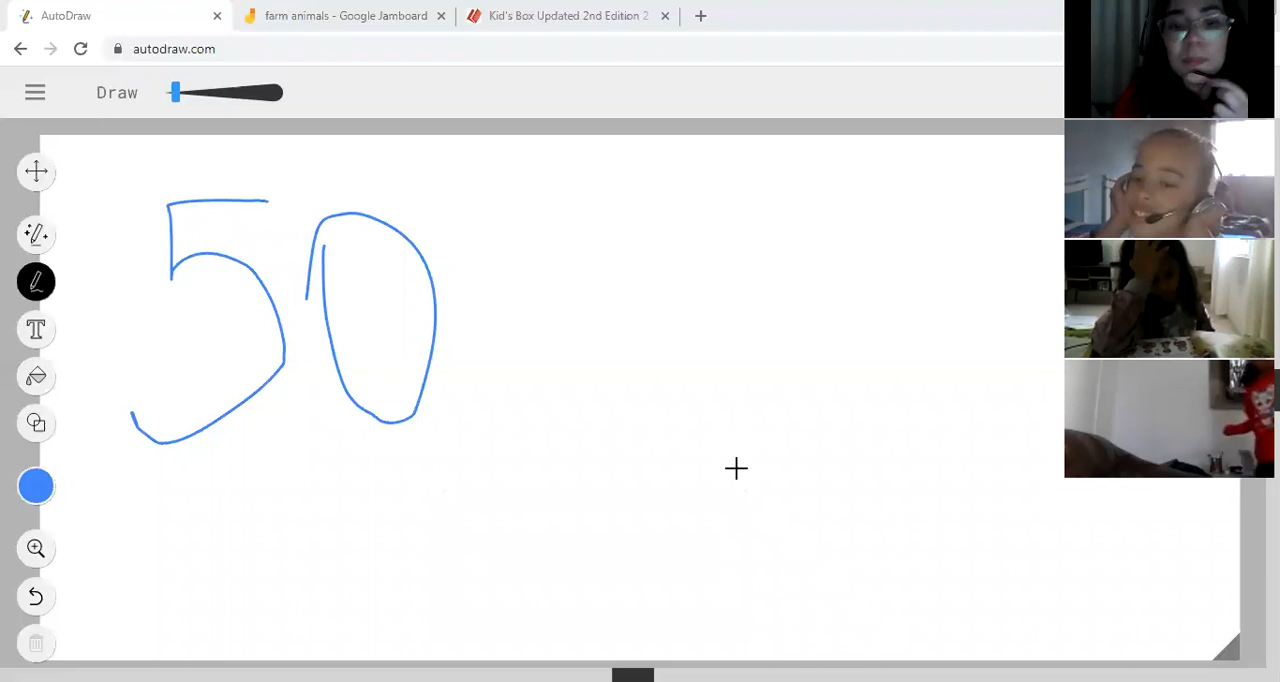 AutoDraw
farm animals - Google Jamboard
Kid's Box Updated 2nd Edition 2
autodraw.com
Draw
T
50